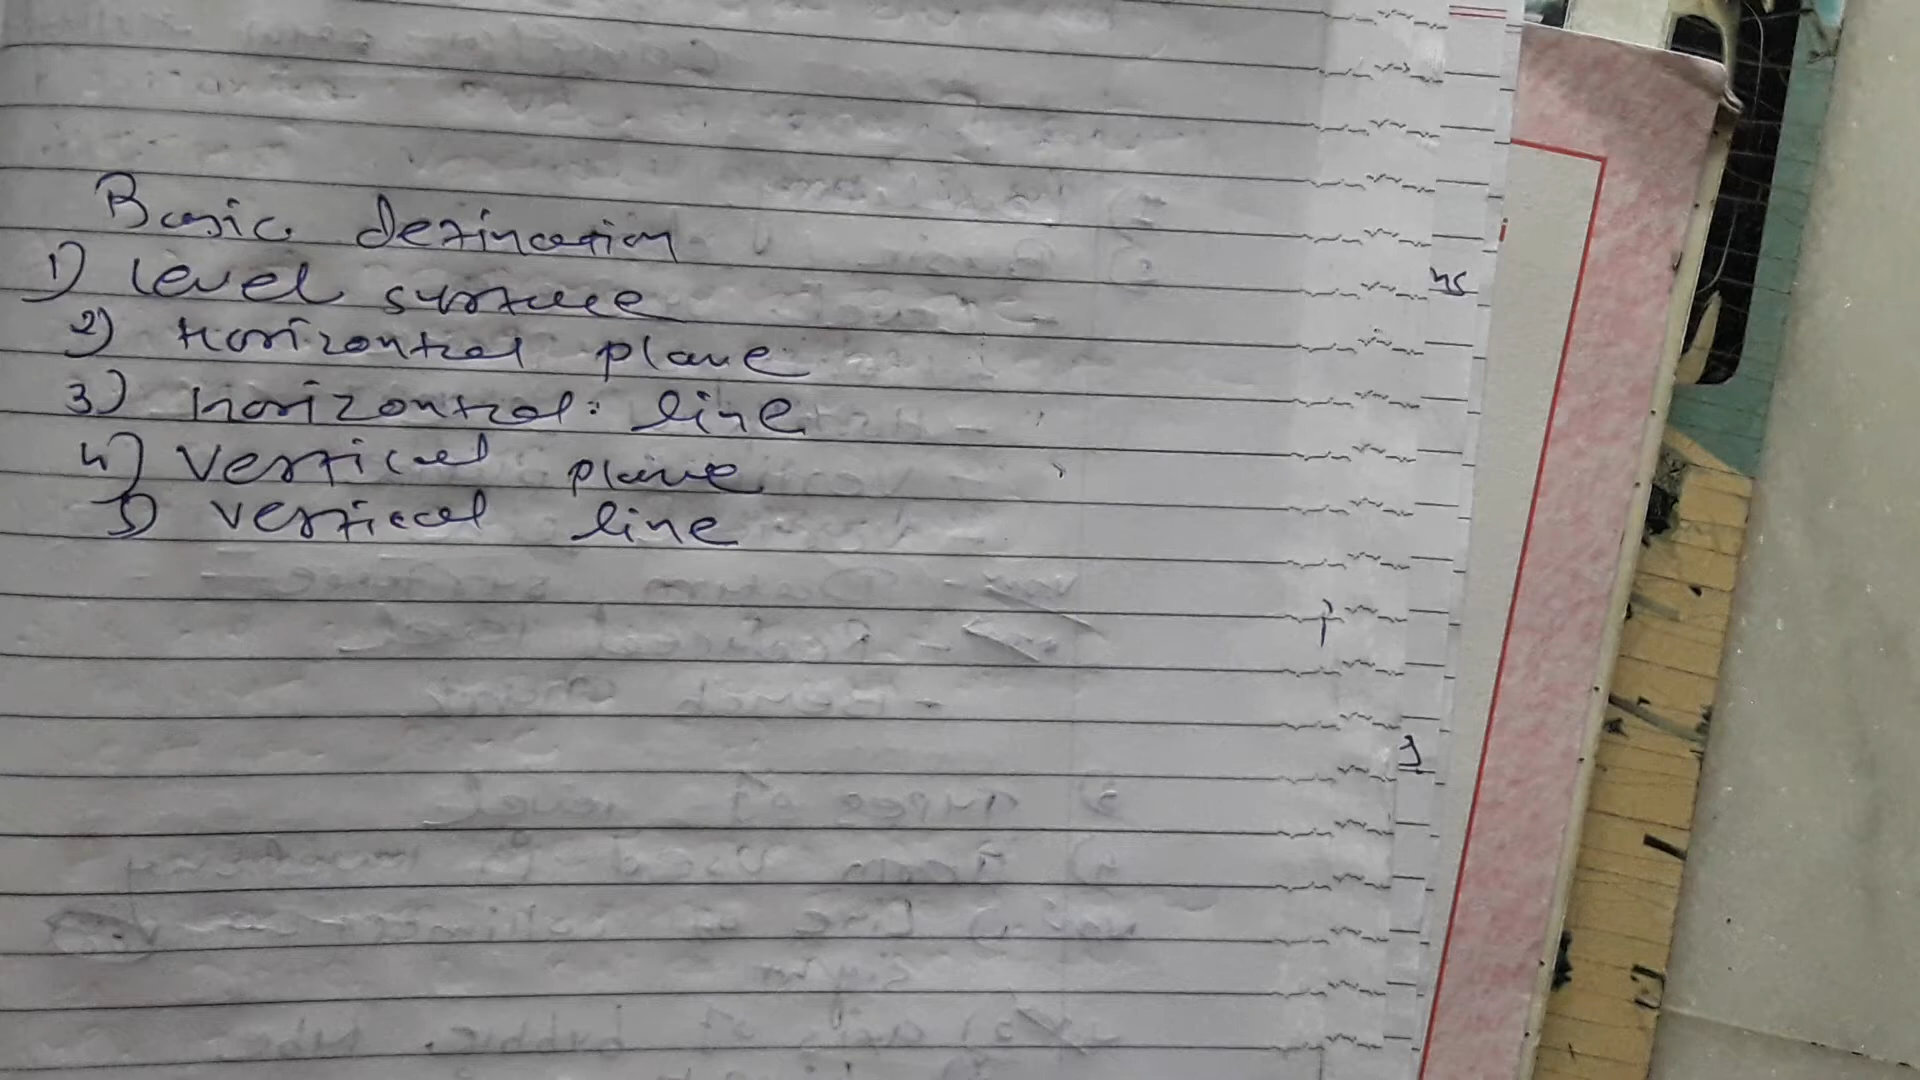 Basic defination
1) level surface
2) Horizontal plane
3) horizontal line
4) vertical plane
5) vertical line